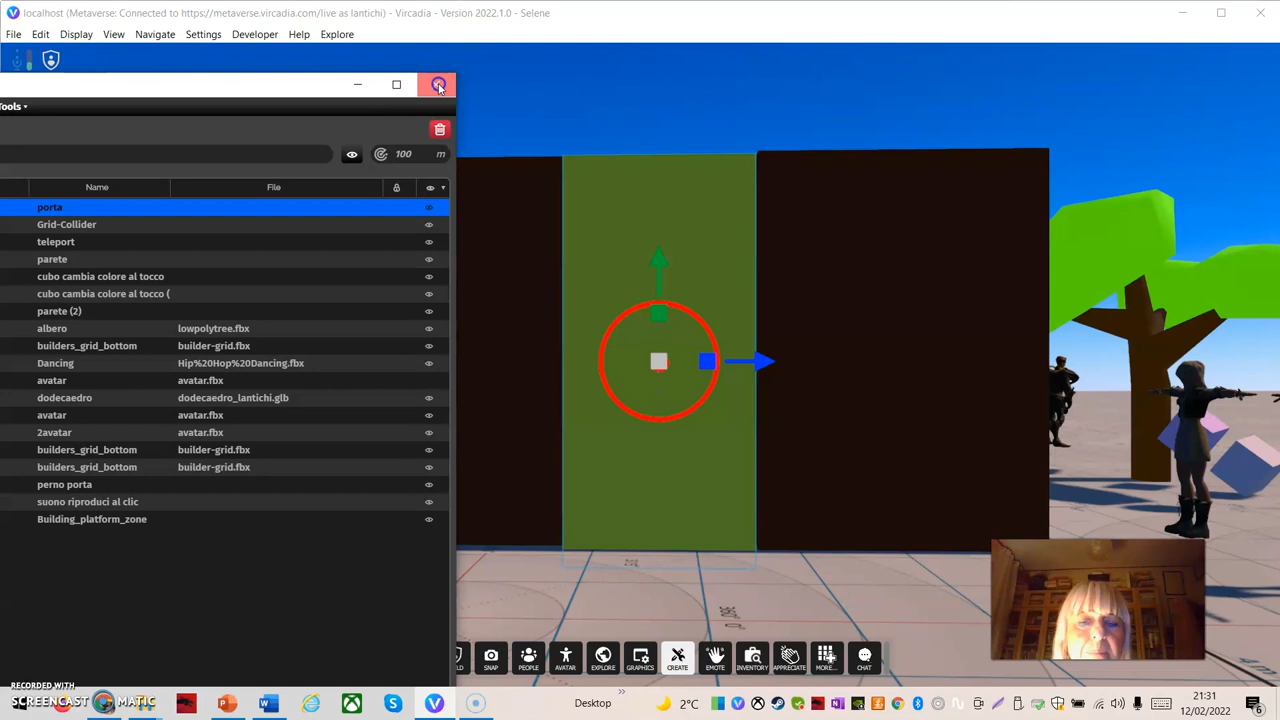 localhost (Metaverse: Connected to https://metaverse.vircadia.com/live as lantichi) - Vircadia - Version 2022.1.0 - Selene
File Edit Display View Navigate Settings Developer Help Explore
Tools
100 m
Name File
porta
Grid-Collider
teleport
parete
cubo cambia colore al tocco
cubo cambia colore al tocco (
parete (2)
albero lowpolytree.fbx
builders_grid_bottom builder-grid.fbx
Dancing Hip%20Hop%20Dancing.fbx
avatar avatar.fbx
dodecaedro dodecaedro_lantichi.glb
avatar avatar.fbx
2avatar avatar.fbx
builders_grid_bottom builder-grid.fbx
builders_grid_bottom builder-grid.fbx
perno porta
suono riproduci al clic
Building_platform_zone
LD SNAP PEOPLE AVATAR EXPLORE GRAPHICS CREATE EMOTE INVENTORY APPRECIATE MORE... CHAT
RECORDED WITH
SCREENCAST MATIC
Desktop 2°C 21:31
12/02/2022 6